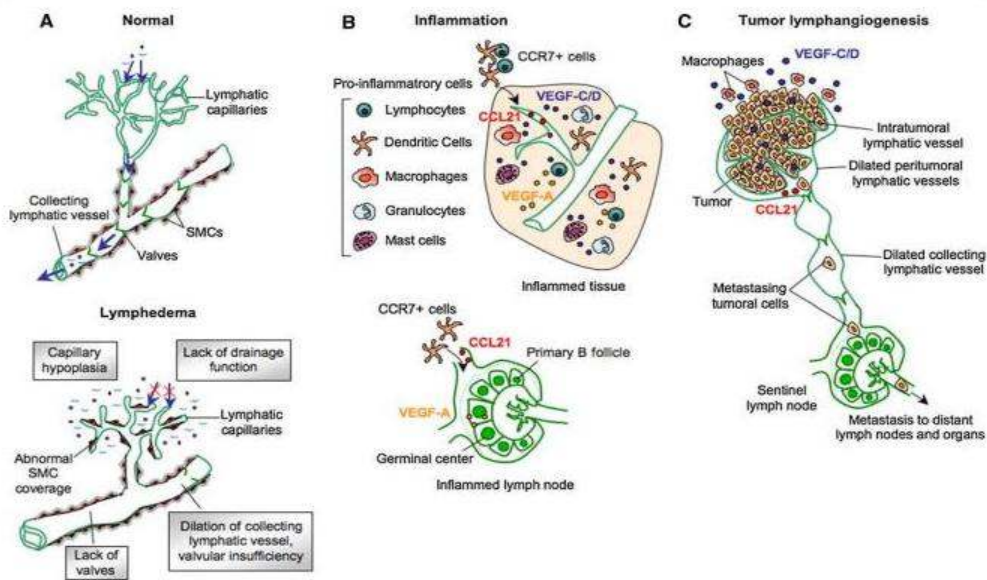 A
Normal
Lymphatic
capillaries
Collecting
lymphatic vessel
SMCs
Valves
Lymphedema
Capillary
hypoplasia
Lack of drainage
function
Lymphatic
capillaries
Abnormal
SMC
coverage
Lack of
valves
Dilation of collecting
lymphatic vessel,
valvular insufficiency
B
Inflammation
CCR7+ cells
Pro-inflammatrory cells
Lymphocytes
Dendritic Cells
Macrophages
Granulocytes
Mast cells
VEGF-C/D
CCL21
VEGF-A
Inflammed tissue
CCR7+ cells
CCL21
Primary B follicle
VEGF-A
Germinal center
Inflammed lymph node
C
Tumor lymphangiogenesis
VEGF-C/D
Macrophages
Intratumoral
lymphatic vessel
Dilated peritumoral
lymphatic vessels
Tumor
CCL21
Dilated collecting
lymphatic vessel
Metastasing
tumoral cells
Sentinel
lymph node
Metastasis to distant
lymph nodes and organs